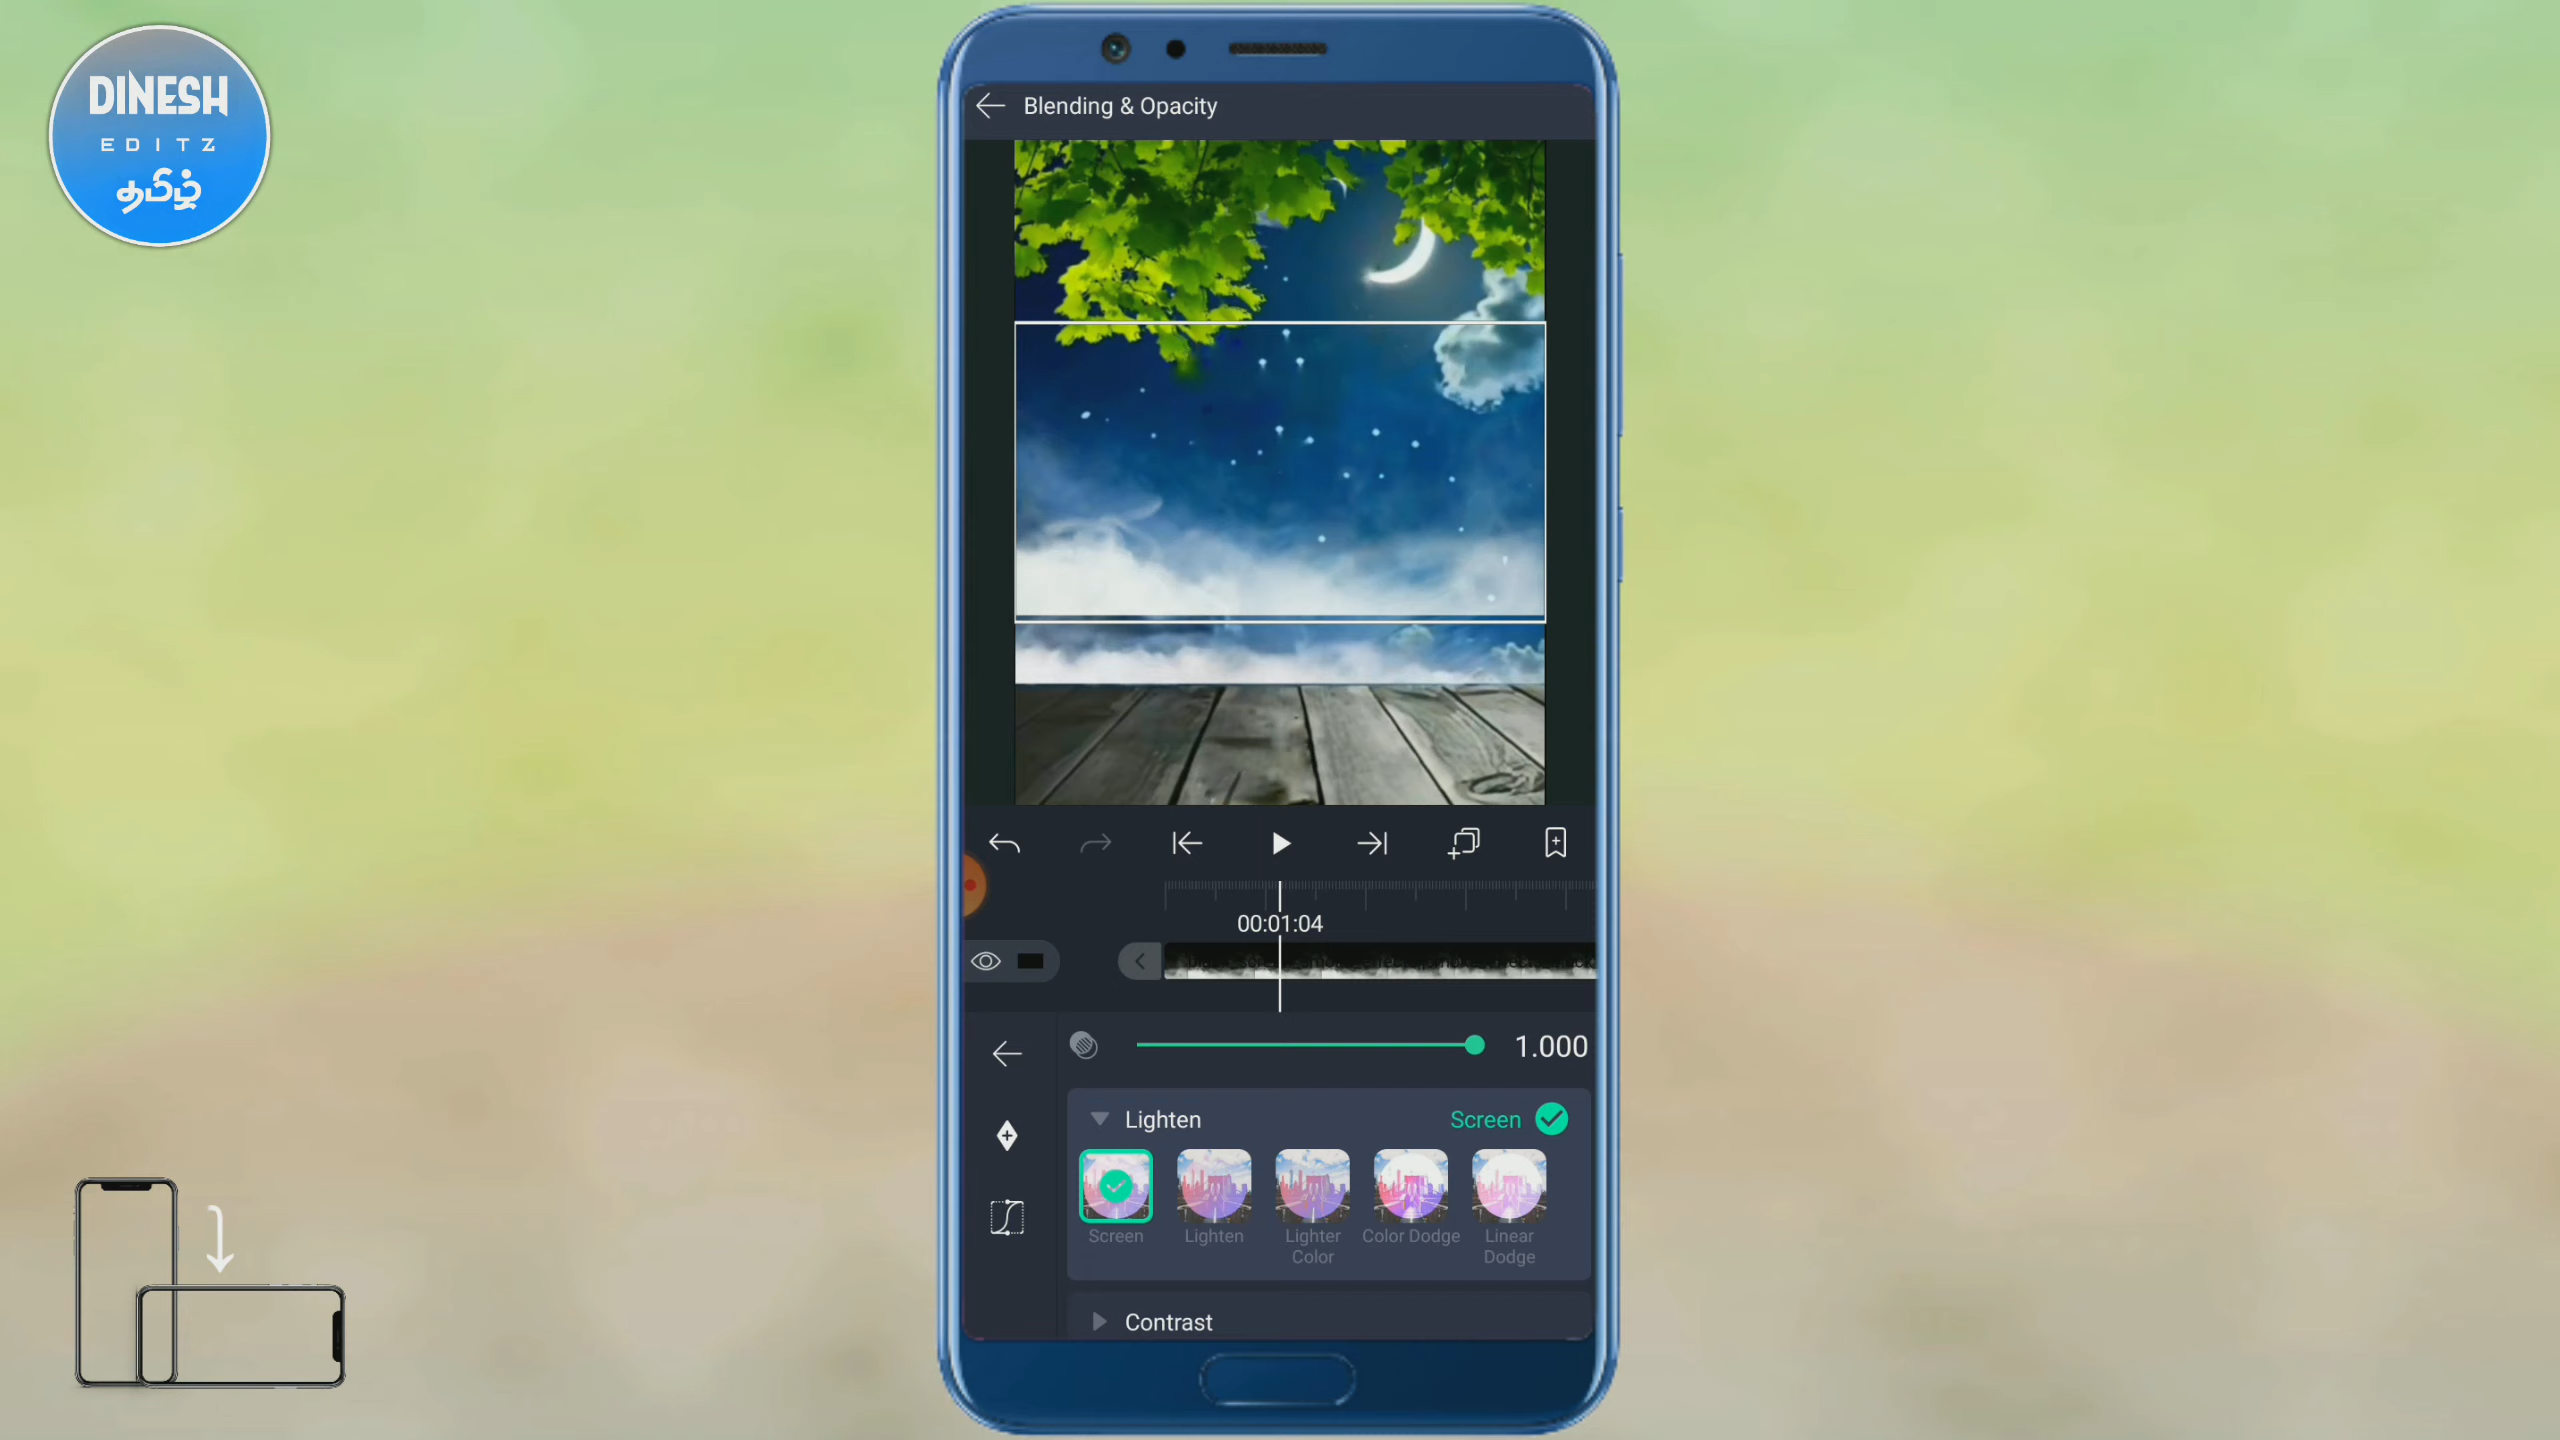 DINESH
EDITZ
தமிழ்
Blending & Opacity
00:01:04
1.000
Lighten
Screen
Screen
Lighten
Lighter
Color
Color Dodge
Linear
Dodge
Contrast